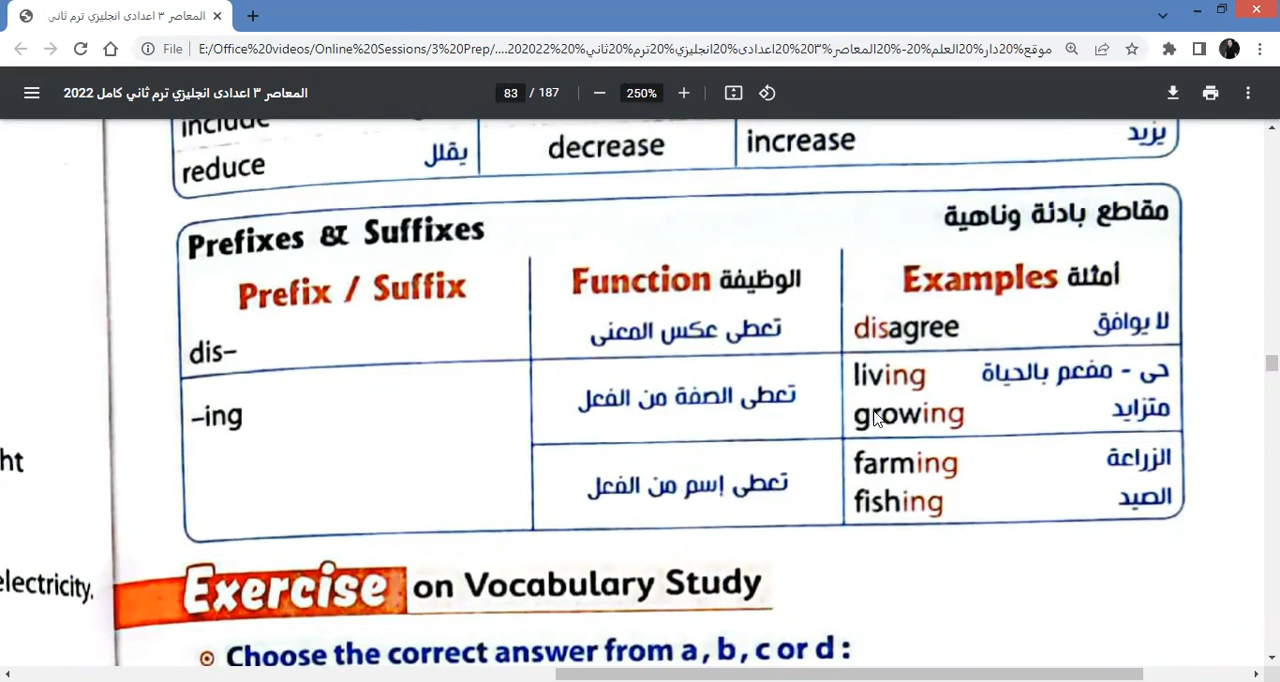 المعاصر ٣ اعدادى انجليزي ترم ثاني
File E:/Office%20videos/Online%20Sessions/3%20Prep/....202022%20%موقع%20دار%20العلم%20-%20المعاصر%20٣%20اعدادى%20انجليزي%20ترم%20ثاني
المعاصر ٣ اعدادى انجليزي ترم ثاني كامل 2022
83 / 187
250%
include
reduce يقلل decrease increase يزيد
Prefixes & Suffixes مقاطع بادئة وناهية
Prefix / Suffix Function الوظيفة Examples أمثلة
dis– تعطى عكس المعنى disagree لا يوافق
–ing تعطى الصفة من الفعل living حى - مفعم بالحياة
growing متزايد
تعطى إسم من الفعل farming الزراعة
fishing الصيد
ht
electricity.
Exercise on Vocabulary Study
Choose the correct answer from a, b, c or d :